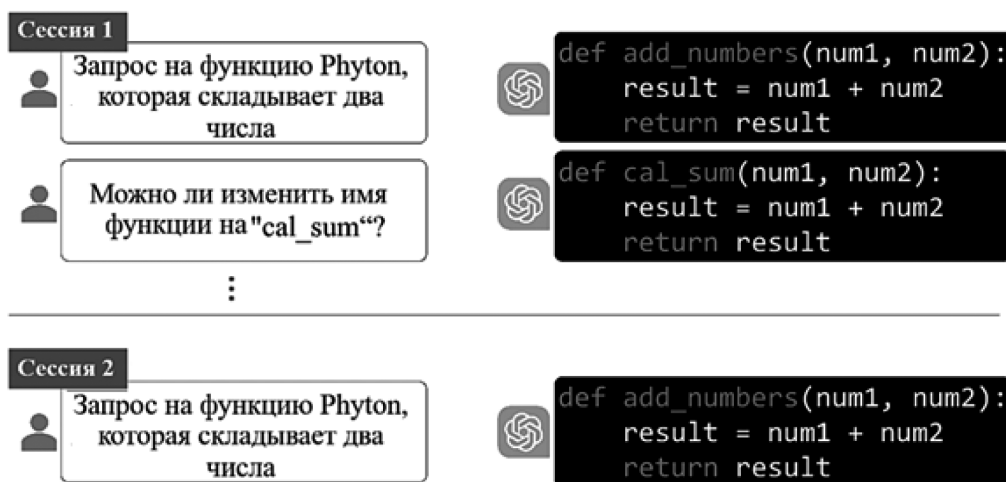 Сессия 1
Запрос на функцию Phyton,
которая складывает два
числа
def add_numbers(num1, num2):
    result = num1 + num2
    return result
Можно ли изменить имя
функции на "cal_sum“?
def cal_sum(num1, num2):
    result = num1 + num2
    return result
Сессия 2
Запрос на функцию Phyton,
которая складывает два
числа
def add_numbers(num1, num2):
    result = num1 + num2
    return result